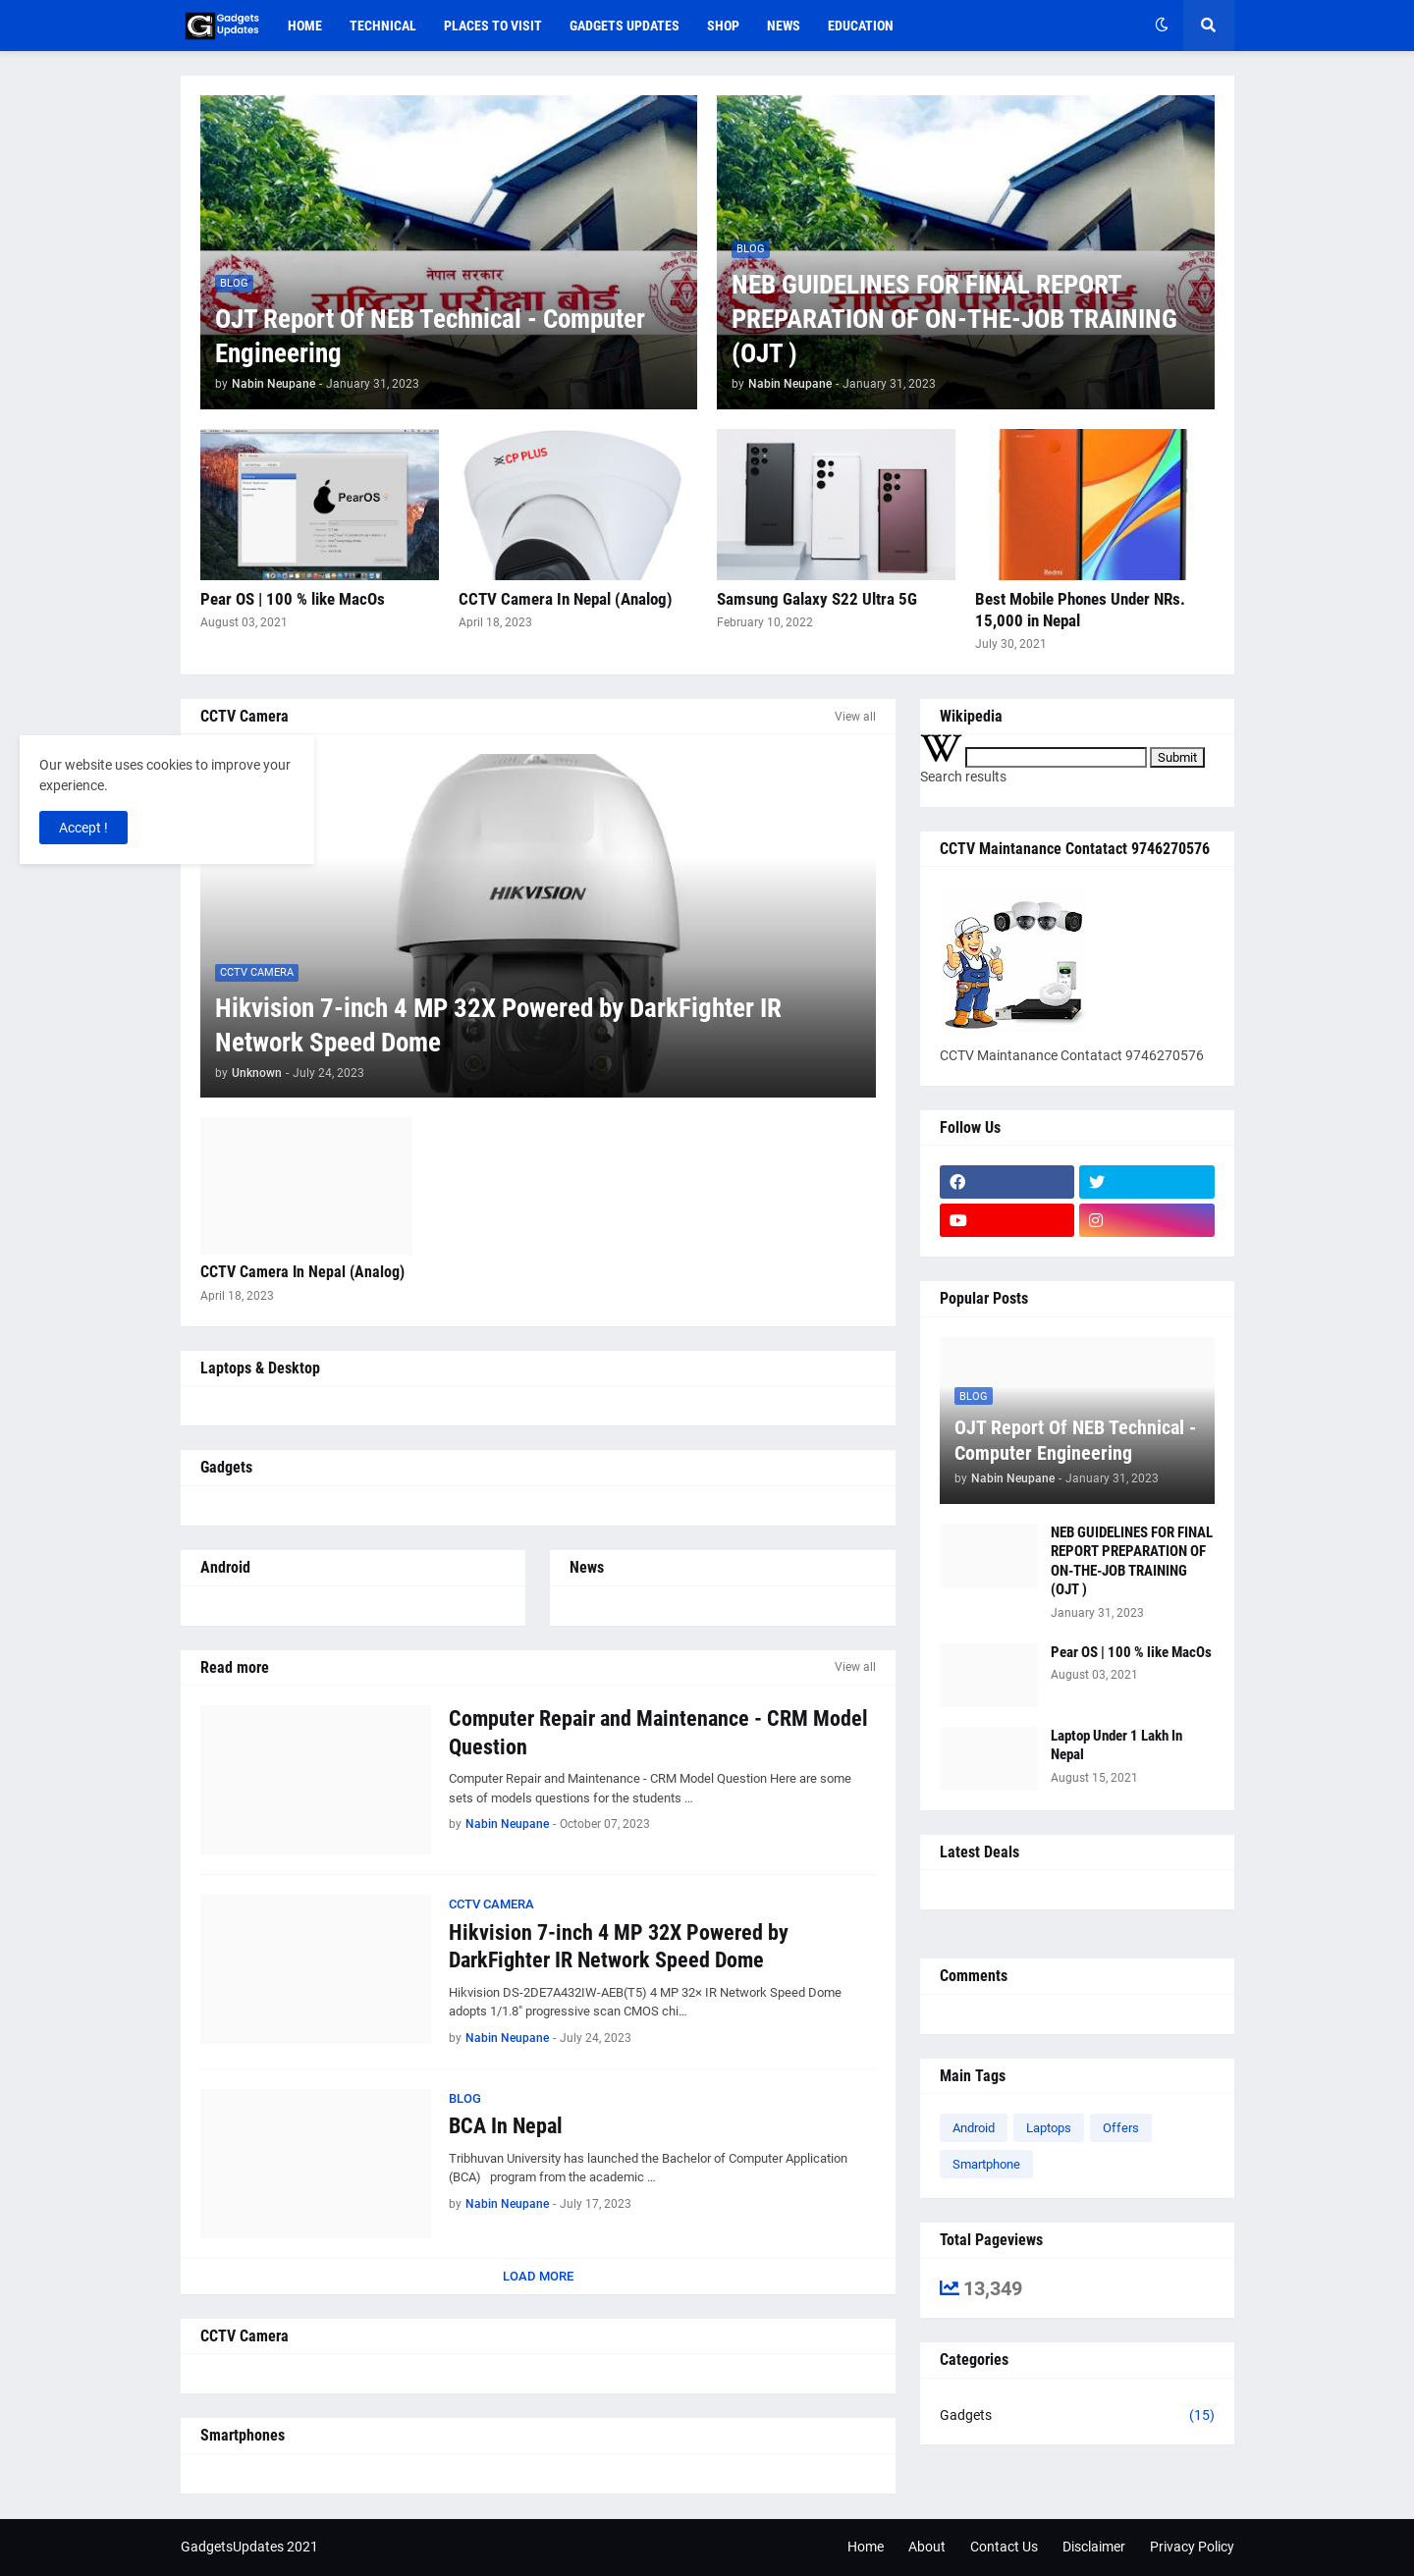 Gadgets
Updates
HOME
TECHNICAL
PLACES TO VISIT
GADGETS UPDATES
SHOP
NEWS
EDUCATION
नेपाल सरकार
राष्ट्रिय परीक्षा बोर्ड
BLOG
OJT Report Of NEB Technical - Computer
Engineering
by Nabin Neupane - January 31, 2023
नेपाल सरकार
राष्ट्रिय परीक्षा बोर्ड
BLOG
NEB GUIDELINES FOR FINAL REPORT
PREPARATION OF ON-THE-JOB TRAINING
(OJT )
by Nabin Neupane - January 31, 2023
PearOS
Pear OS | 100 % like MacOs
August 03, 2021
CP PLUS
CCTV Camera In Nepal (Analog)
April 18, 2023
Samsung Galaxy S22 Ultra 5G
February 10, 2022
Redmi
Best Mobile Phones Under NRs.
15,000 in Nepal
July 30, 2021
CCTV Camera
View all
Our website uses cookies to improve your
experience.
Accept !
HIKVISION
CCTV CAMERA
Hikvision 7-inch 4 MP 32X Powered by DarkFighter IR
Network Speed Dome
by Unknown - July 24, 2023
CCTV Camera In Nepal (Analog)
April 18, 2023
Laptops & Desktop
Gadgets
Android
News
Read more
View all
Computer Repair and Maintenance - CRM Model
Question
Computer Repair and Maintenance - CRM Model Question Here are some
sets of models questions for the students …
by Nabin Neupane - October 07, 2023
CCTV CAMERA
Hikvision 7-inch 4 MP 32X Powered by
DarkFighter IR Network Speed Dome
Hikvision DS-2DE7A432IW-AEB(T5) 4 MP 32× IR Network Speed Dome
adopts 1/1.8" progressive scan CMOS chi…
by Nabin Neupane - July 24, 2023
BLOG
BCA In Nepal
Tribhuvan University has launched the Bachelor of Computer Application
(BCA) program from the academic …
by Nabin Neupane - July 17, 2023
LOAD MORE
CCTV Camera
Smartphones
Wikipedia
W
Submit
Search results
CCTV Maintanance Contatact 9746270576
CCTV Maintanance Contatact 9746270576
Follow Us
Popular Posts
BLOG
OJT Report Of NEB Technical -
Computer Engineering
by Nabin Neupane - January 31, 2023
NEB GUIDELINES FOR FINAL
REPORT PREPARATION OF
ON-THE-JOB TRAINING
(OJT )
January 31, 2023
Pear OS | 100 % like MacOs
August 03, 2021
Laptop Under 1 Lakh In
Nepal
August 15, 2021
Latest Deals
Comments
Main Tags
Android
Laptops
Offers
Smartphone
Total Pageviews
13,349
Categories
Gadgets
(15)
GadgetsUpdates 2021
Home
About
Contact Us
Disclaimer
Privacy Policy